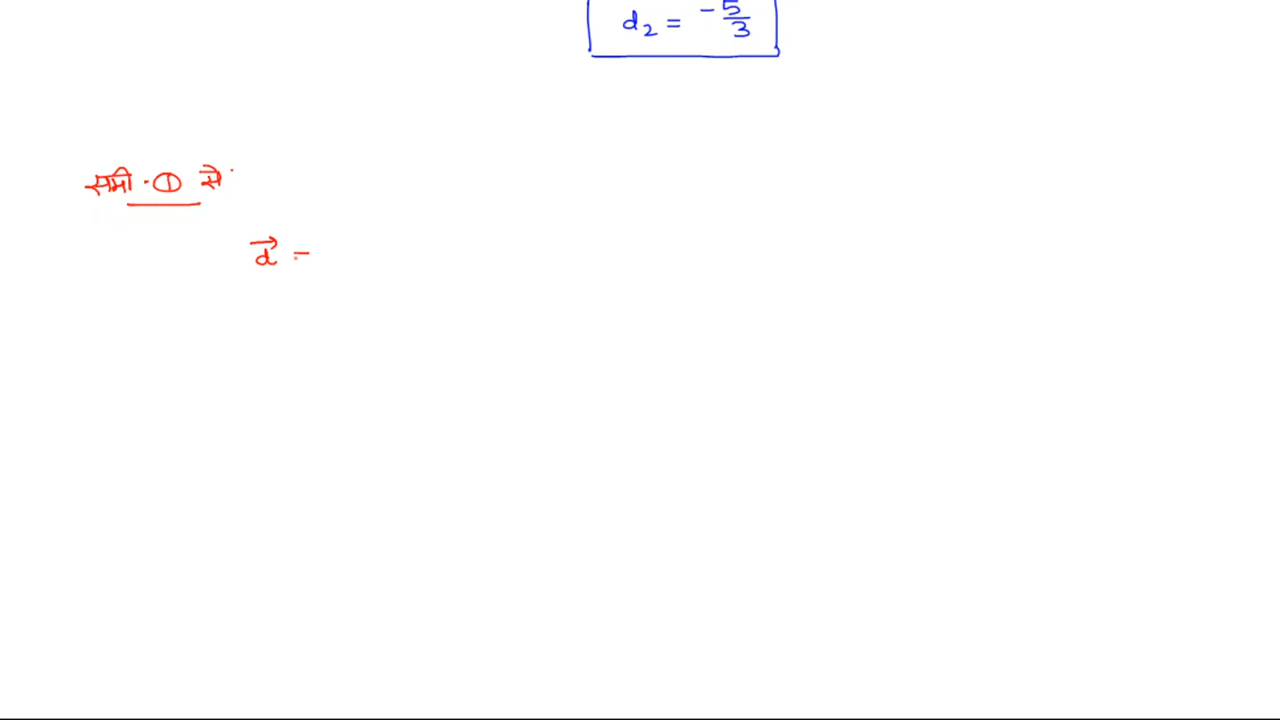 d₂ = -5/3
समी. ① से
d⃗ =